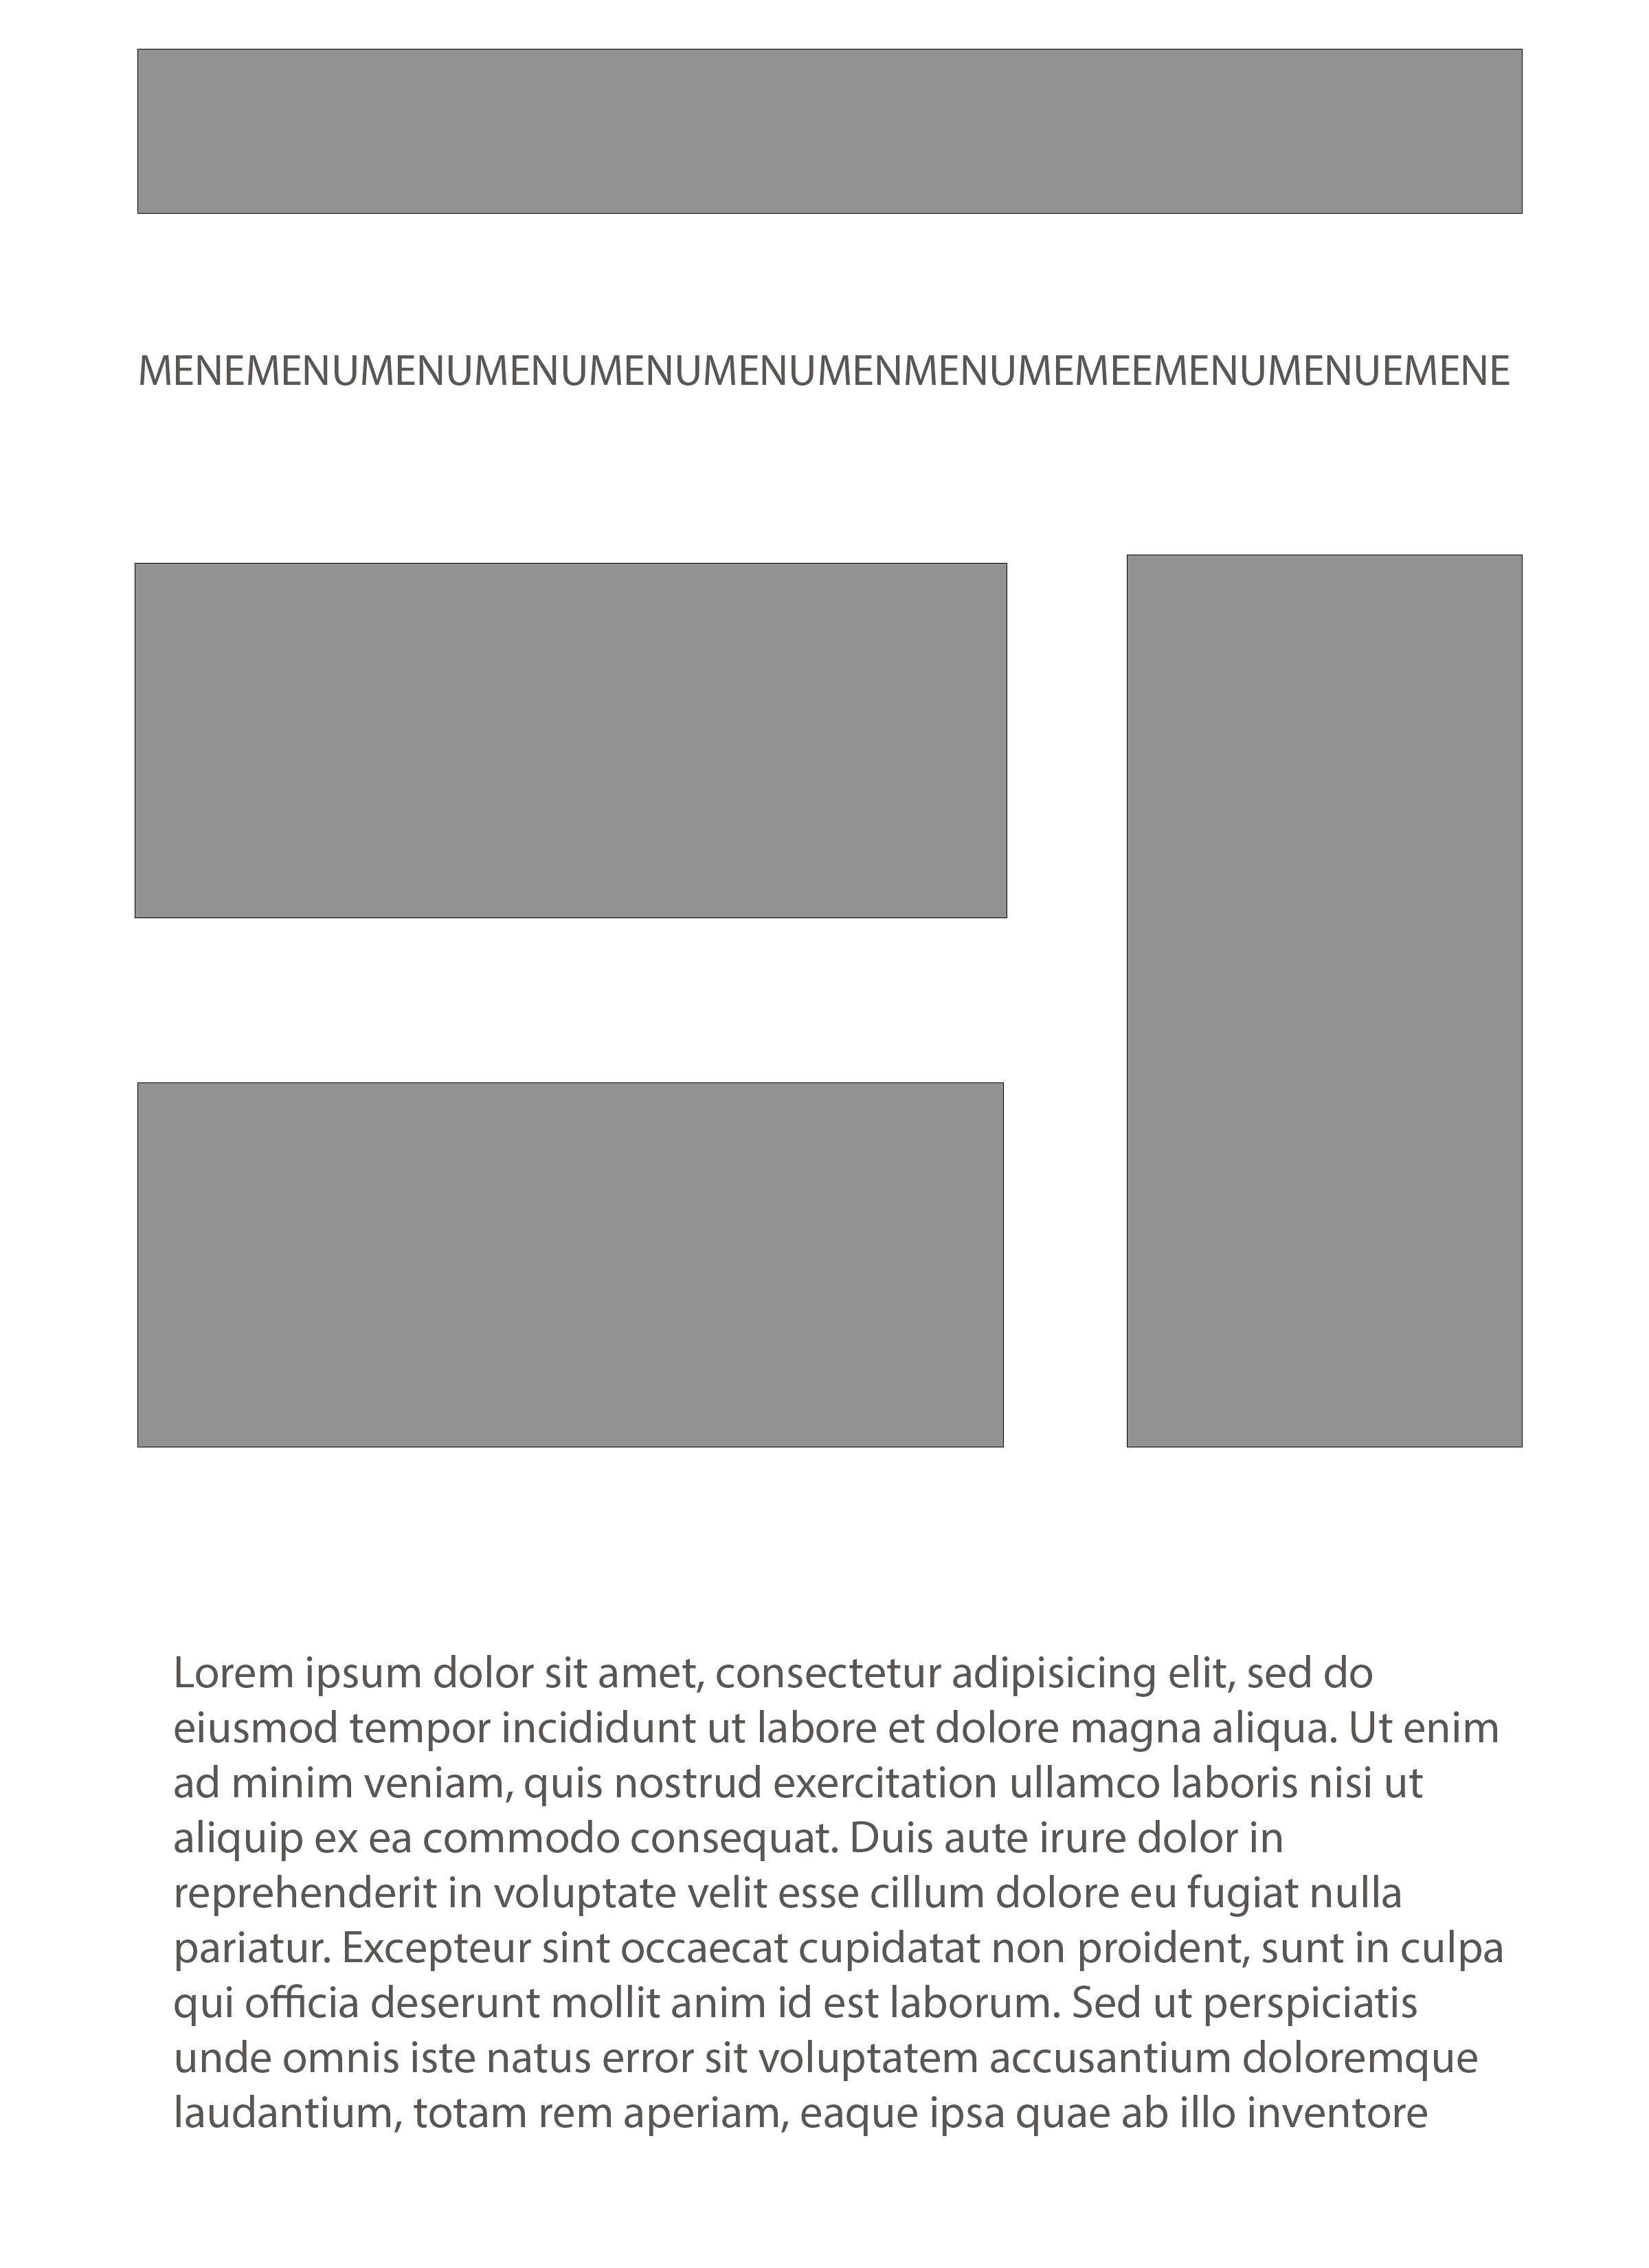 MENEMENUMENUMENUMENUMENUMENMENUMEMEEMENUMENUEMENE
Lorem ipsum dolor sit amet, consectetur adipisicing elit, sed do
eiusmod tempor incididunt ut labore et dolore magna aliqua. Ut enim
ad minim veniam, quis nostrud exercitation ullamco laboris nisi ut
aliquip ex ea commodo consequat. Duis aute irure dolor in
reprehenderit in voluptate velit esse cillum dolore eu fugiat nulla
pariatur. Excepteur sint occaecat cupidatat non proident, sunt in culpa
qui officia deserunt mollit anim id est laborum. Sed ut perspiciatis
unde omnis iste natus error sit voluptatem accusantium doloremque
laudantium, totam rem aperiam, eaque ipsa quae ab illo inventore